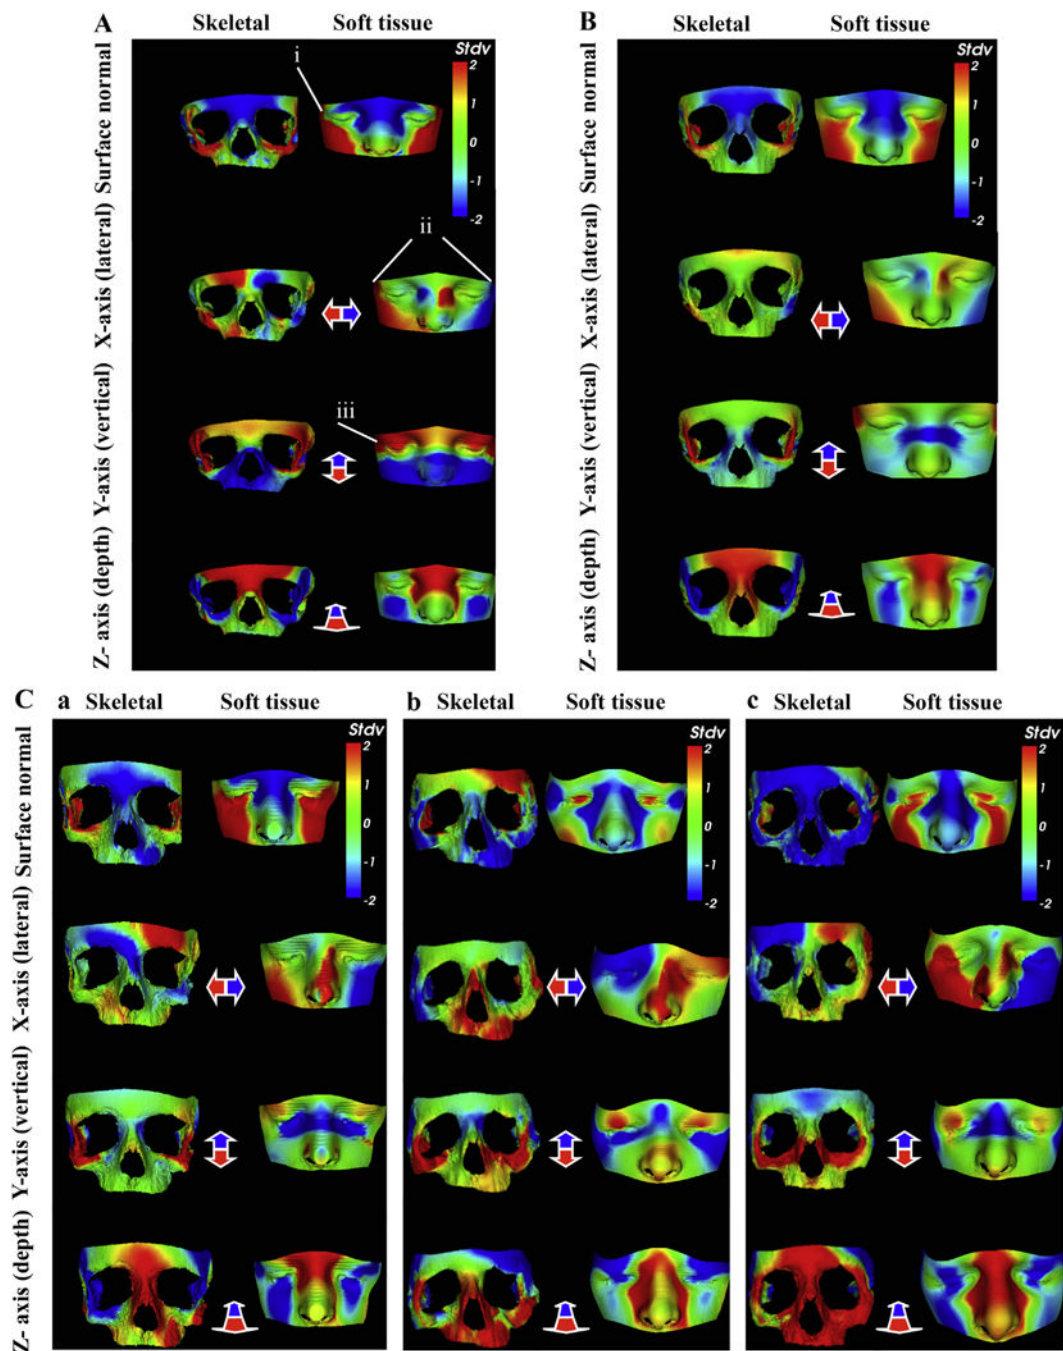 A
Skeletal
Soft tissue
Stdv
2
1
0
-1
-2
i
ii
iii
Surface normal
X-axis (lateral)
Y-axis (vertical)
Z- axis (depth)
B
Skeletal
Soft tissue
Stdv
2
1
0
-1
-2
Surface normal
X-axis (lateral)
Y-axis (vertical)
Z- axis (depth)
C
a
Skeletal
Soft tissue
Stdv
2
1
0
-1
-2
b
Skeletal
Soft tissue
Stdv
2
1
0
-1
-2
c
Skeletal
Soft tissue
Stdv
2
1
0
-1
-2
Surface normal
X-axis (lateral)
Y-axis (vertical)
Z- axis (depth)